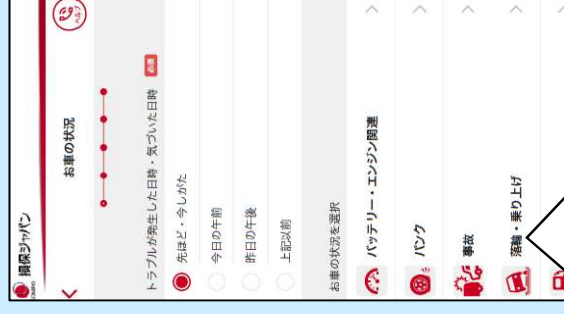 損保ジャパン
SOMPO
ヘルプ
お車の状況
トラブルが発生した日時・気づいた日時 必須
先ほど・今しがた
今日の午前
昨日の午後
上記以前
お車の状況を選択
バッテリー・エンジン関連
パンク
事故
落輪・乗り上げ